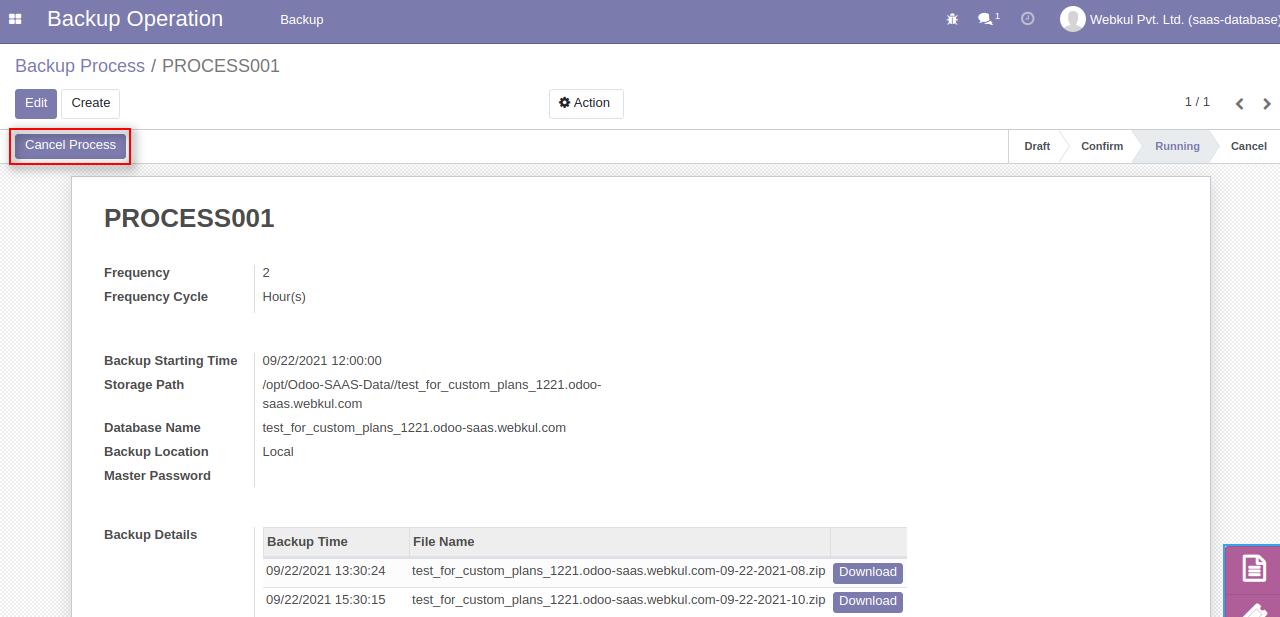 Backup Operation Backup 1 Webkul Pvt. Ltd. (saas-database)
Backup Process / PROCESS001
Edit Create Action 1 / 1
Cancel Process Draft Confirm Running Cancel
PROCESS001
Frequency 2
Frequency Cycle Hour(s)
Backup Starting Time 09/22/2021 12:00:00
Storage Path /opt/Odoo-SAAS-Data//test_for_custom_plans_1221.odoo-
saas.webkul.com
Database Name test_for_custom_plans_1221.odoo-saas.webkul.com
Backup Location Local
Master Password
Backup Details
Backup Time File Name
09/22/2021 13:30:24 test_for_custom_plans_1221.odoo-saas.webkul.com-09-22-2021-08.zip Download
09/22/2021 15:30:15 test_for_custom_plans_1221.odoo-saas.webkul.com-09-22-2021-10.zip Download